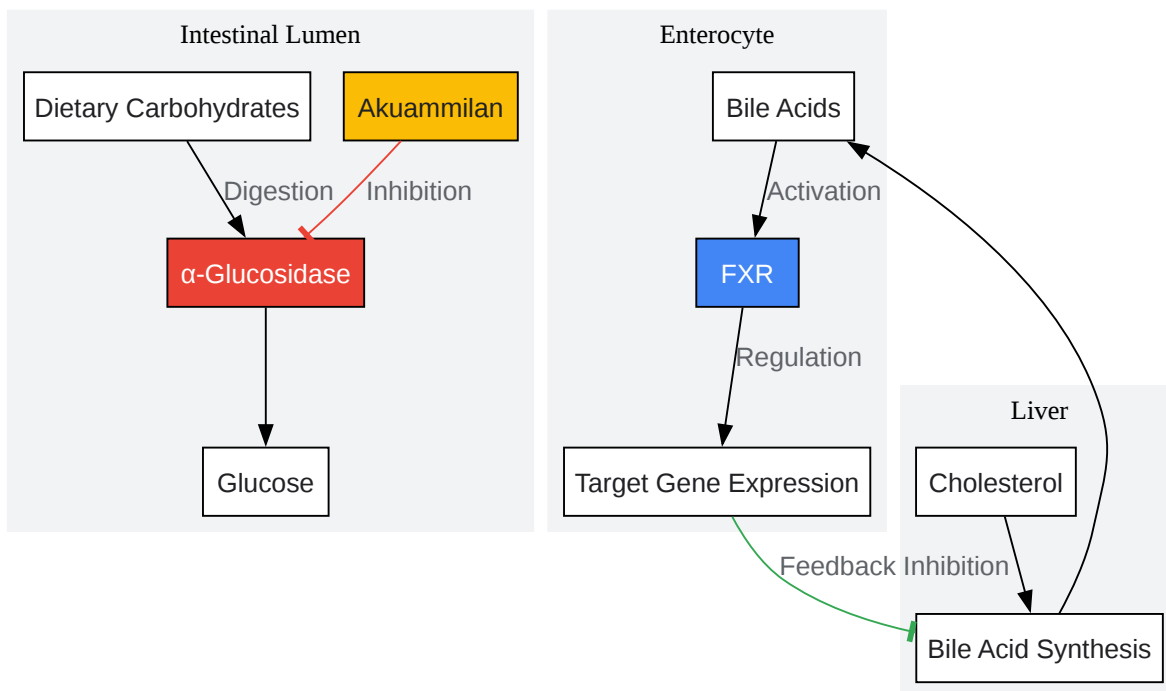 Intestinal Lumen
Enterocyte
Dietary Carbohydrates
Akuammilan
Bile Acids
Digestion
Inhibition
Activation
α-Glucosidase
FXR
Regulation
Liver
Glucose
Target Gene Expression
Cholesterol
Feedback Inhibition
Bile Acid Synthesis